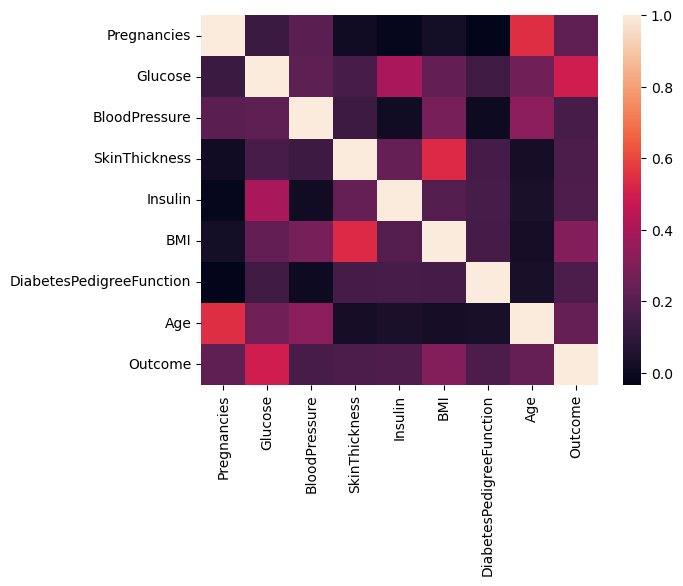 Pregnancies
Glucose
BloodPressure
SkinThickness
Insulin
BMI
DiabetesPedigreeFunction
Age
Outcome
Pregnancies
Glucose
BloodPressure
SkinThickness
Insulin
BMI
DiabetesPedigreeFunction
Age
Outcome
1.0
0.8
0.6
0.4
0.2
0.0